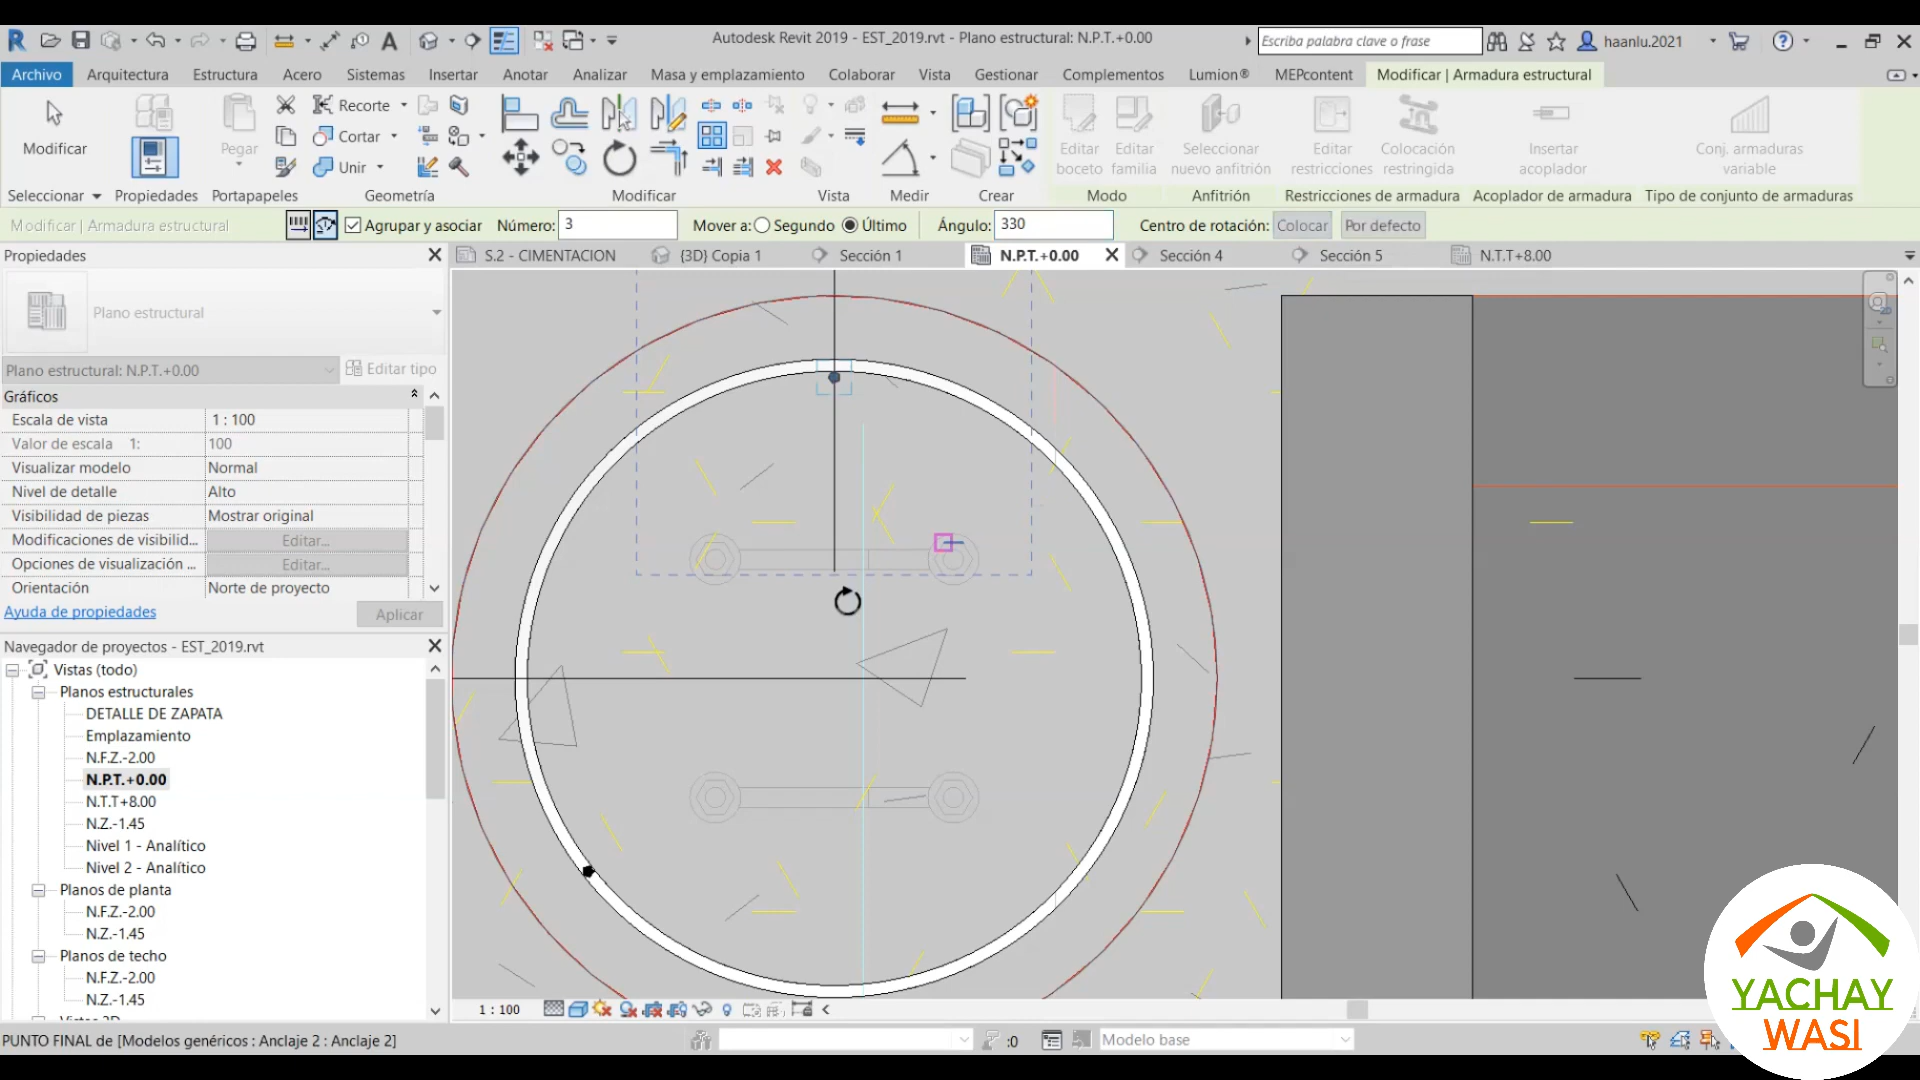 Autodesk Revit 2019 - EST_2019.rvt - Plano estructural: N.P.T.+0.00
Escriba palabra clave o frase
haanlu.2021
Archivo Arquitectura Estructura Acero Sistemas Insertar Anotar Analizar Masa y emplazamiento Colaborar Vista Gestionar Complementos Lumion® MEPcontent Modificar | Armadura estructural
Recorte
Cortar
Unir
Modificar
Pegar
Editar boceto
Editar familia
Seleccionar nuevo anfitrión
Editar restricciones
Colocación restringida
Insertar acoplador
Conj. armaduras variable
Seleccionar Propiedades Portapapeles Geometría Modificar Vista Medir Crear Modo Anfitrión Restricciones de armadura Acoplador de armadura Tipo de conjunto de armaduras
Modificar | Armadura estructural Agrupar y asociar Número: 3 Mover a: Segundo Último Ángulo: 330 Centro de rotación: Colocar Por defecto
Propiedades
S.2 - CIMENTACION {3D} Copia 1 Sección 1 N.P.T.+0.00 Sección 4 Sección 5 N.T.T+8.00
Plano estructural
Plano estructural: N.P.T.+0.00 Editar tipo
Gráficos
Escala de vista 1 : 100
Valor de escala 1: 100
Visualizar modelo Normal
Nivel de detalle Alto
Visibilidad de piezas Mostrar original
Modificaciones de visibilid... Editar...
Opciones de visualización ... Editar...
Orientación Norte de proyecto
Ayuda de propiedades Aplicar
Navegador de proyectos - EST_2019.rvt
Vistas (todo)
Planos estructurales
DETALLE DE ZAPATA
Emplazamiento
N.F.Z.-2.00
N.P.T.+0.00
N.T.T+8.00
N.Z.-1.45
Nivel 1 - Analítico
Nivel 2 - Analítico
Planos de planta
N.F.Z.-2.00
N.Z.-1.45
Planos de techo
N.F.Z.-2.00
N.Z.-1.45
1 : 100
PUNTO FINAL de [Modelos genéricos : Anclaje 2 : Anclaje 2]
:0
Modelo base
YACHAY
WASI